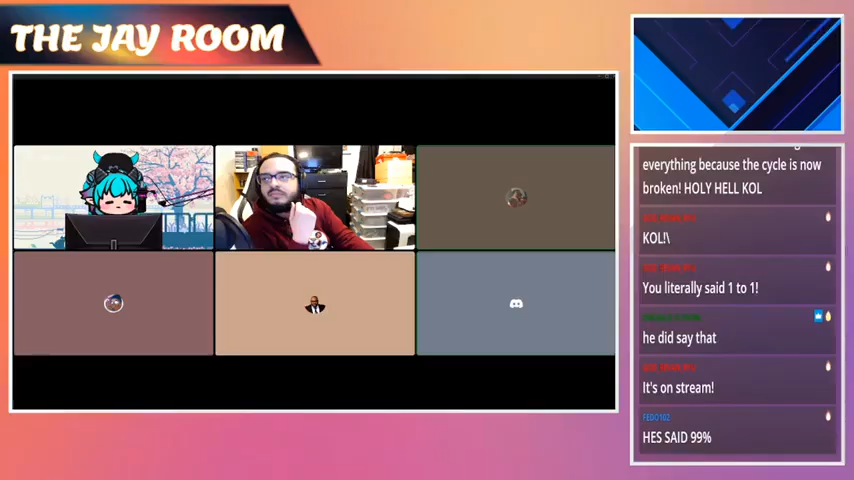 THE JAY ROOM
everything because the cycle is now
broken! HOLY HELL KOL
KOL!\
You literally said 1 to 1!
he did say that
It's on stream!
FEDO102
HES SAID 99%